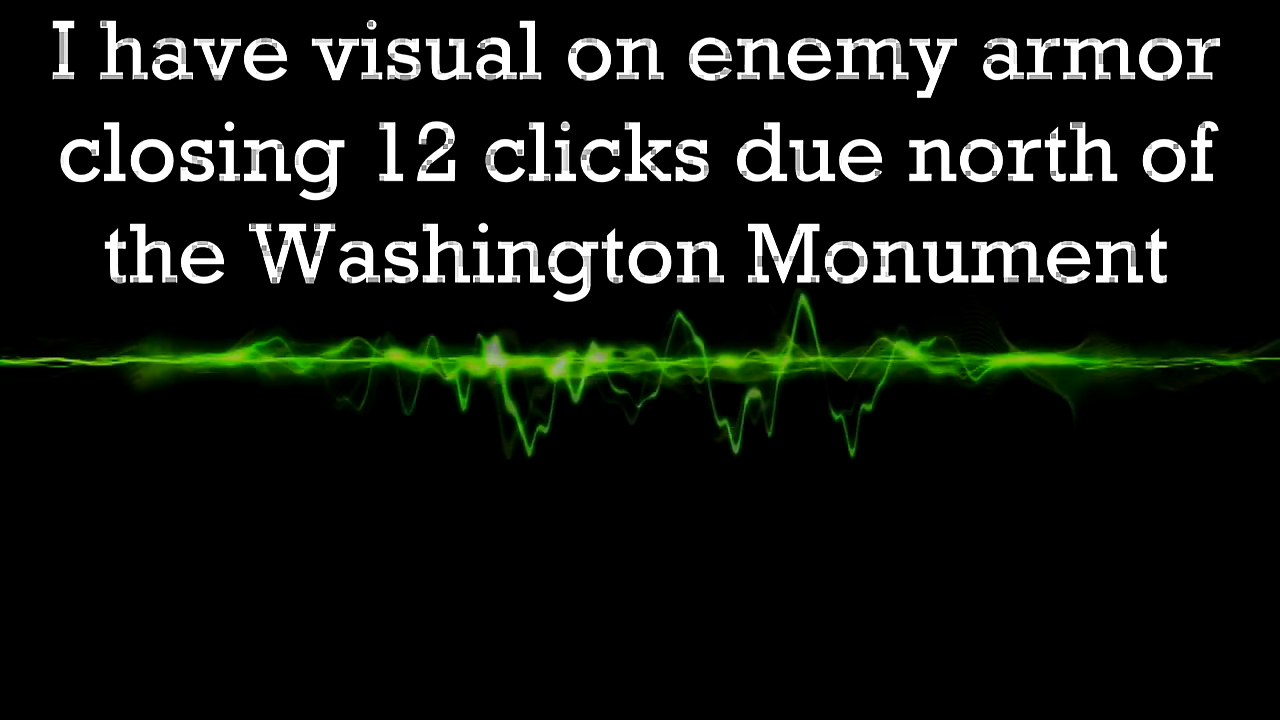 I have visual on enemy armor
closing 12 clicks due north of
the Washington Monument